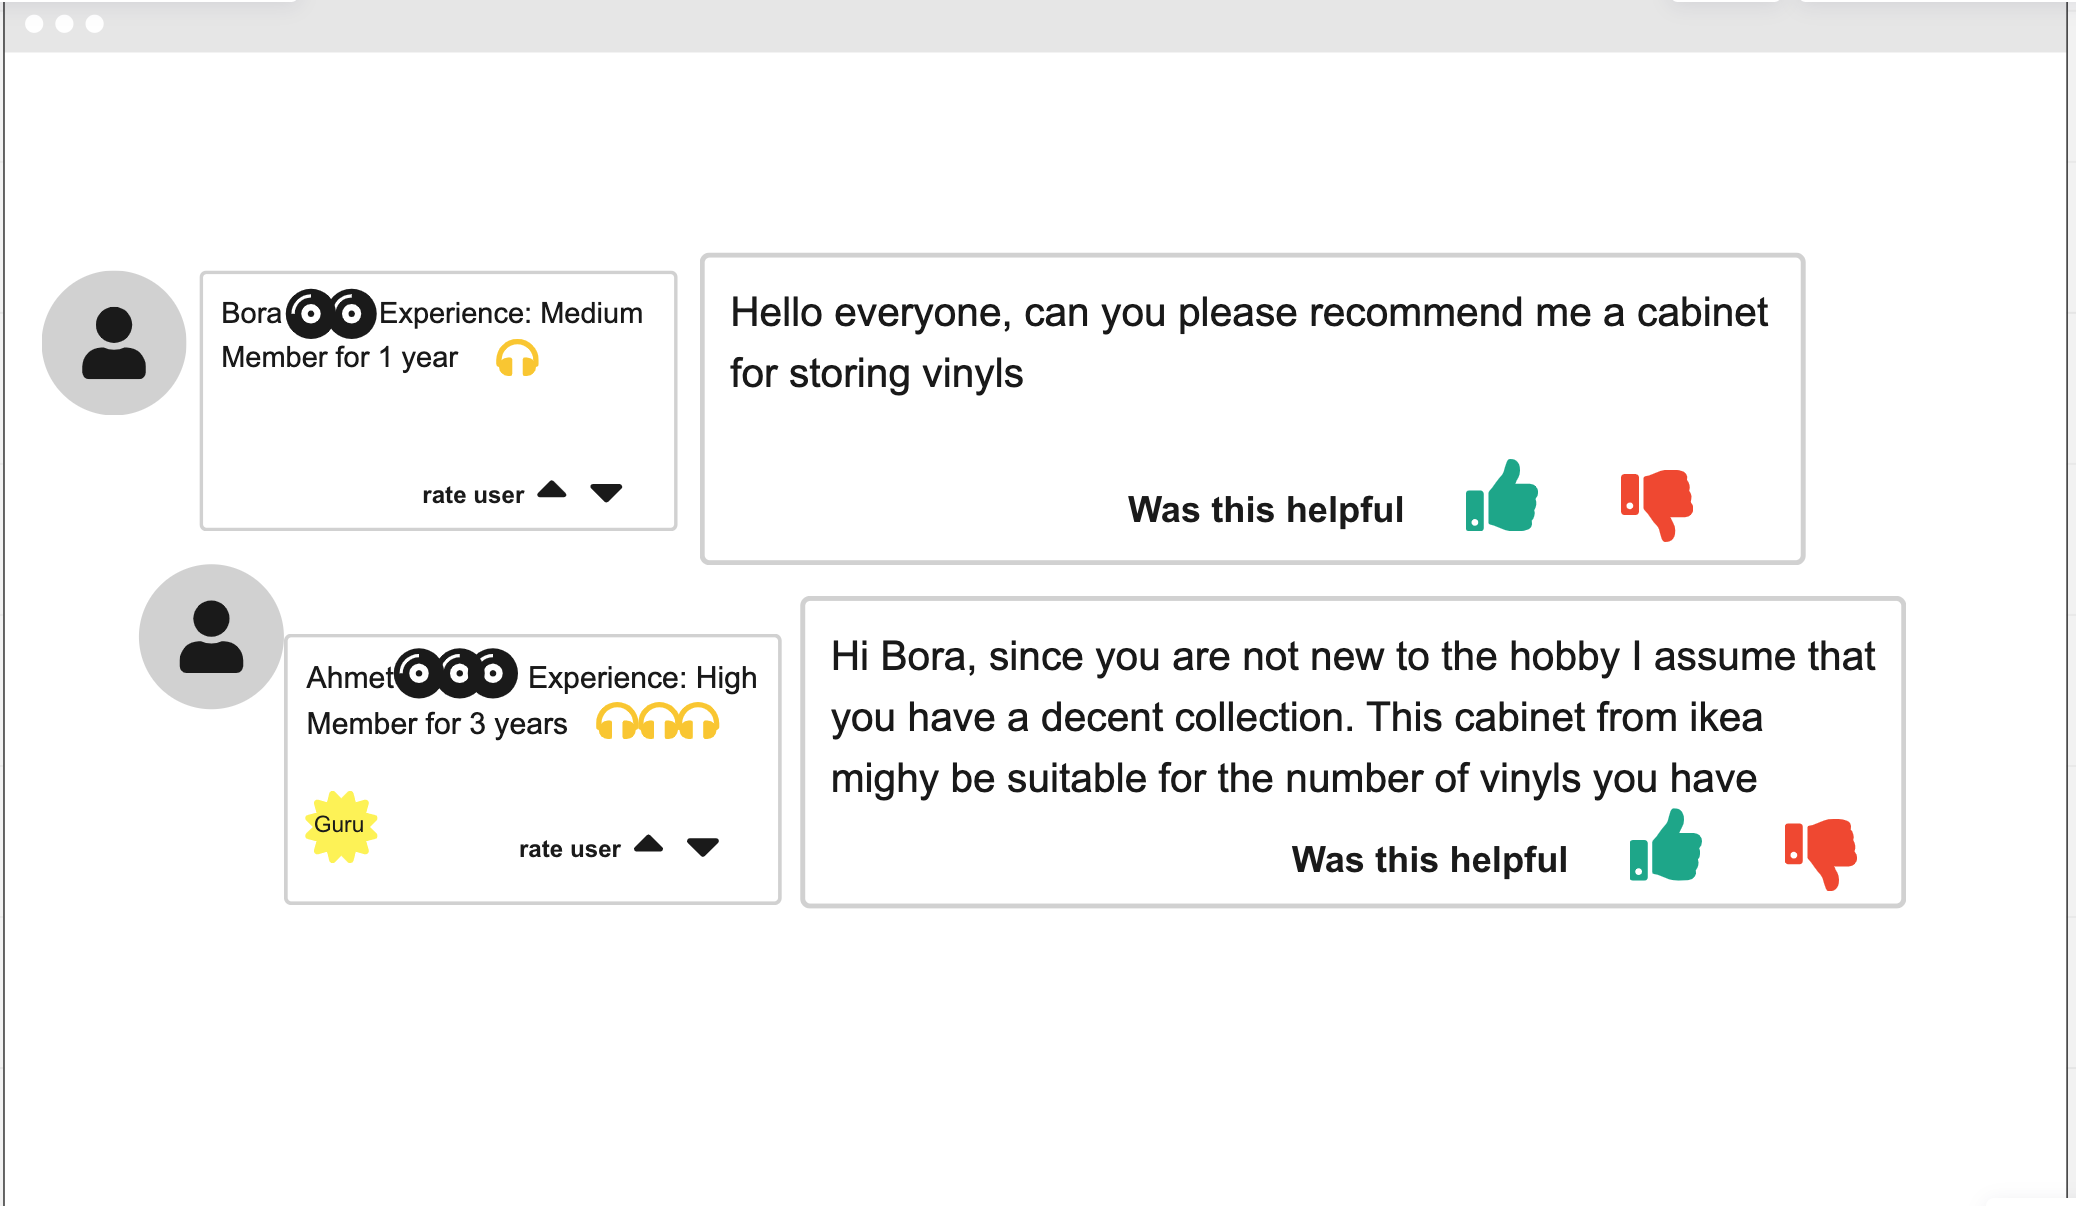 Bora Experience: Medium
Member for 1 year
rate user
Hello everyone, can you please recommend me a cabinet
for storing vinyls
Was this helpful
Ahmet Experience: High
Member for 3 years
Guru
rate user
Hi Bora, since you are not new to the hobby I assume that
you have a decent collection. This cabinet from ikea
mighy be suitable for the number of vinyls you have
Was this helpful